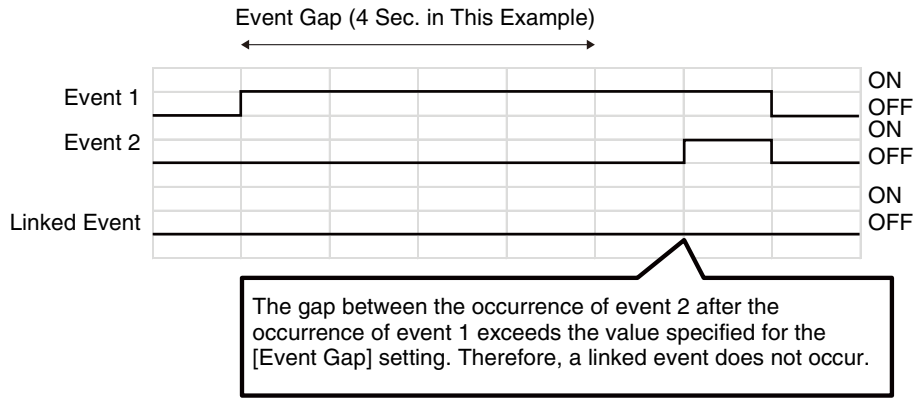 Event Gap (4 Sec. in This Example)
Event 1
ON
OFF
Event 2
ON
OFF
Linked Event
ON
OFF
The gap between the occurrence of event 2 after the
occurrence of event 1 exceeds the value specified for the
[Event Gap] setting. Therefore, a linked event does not occur.